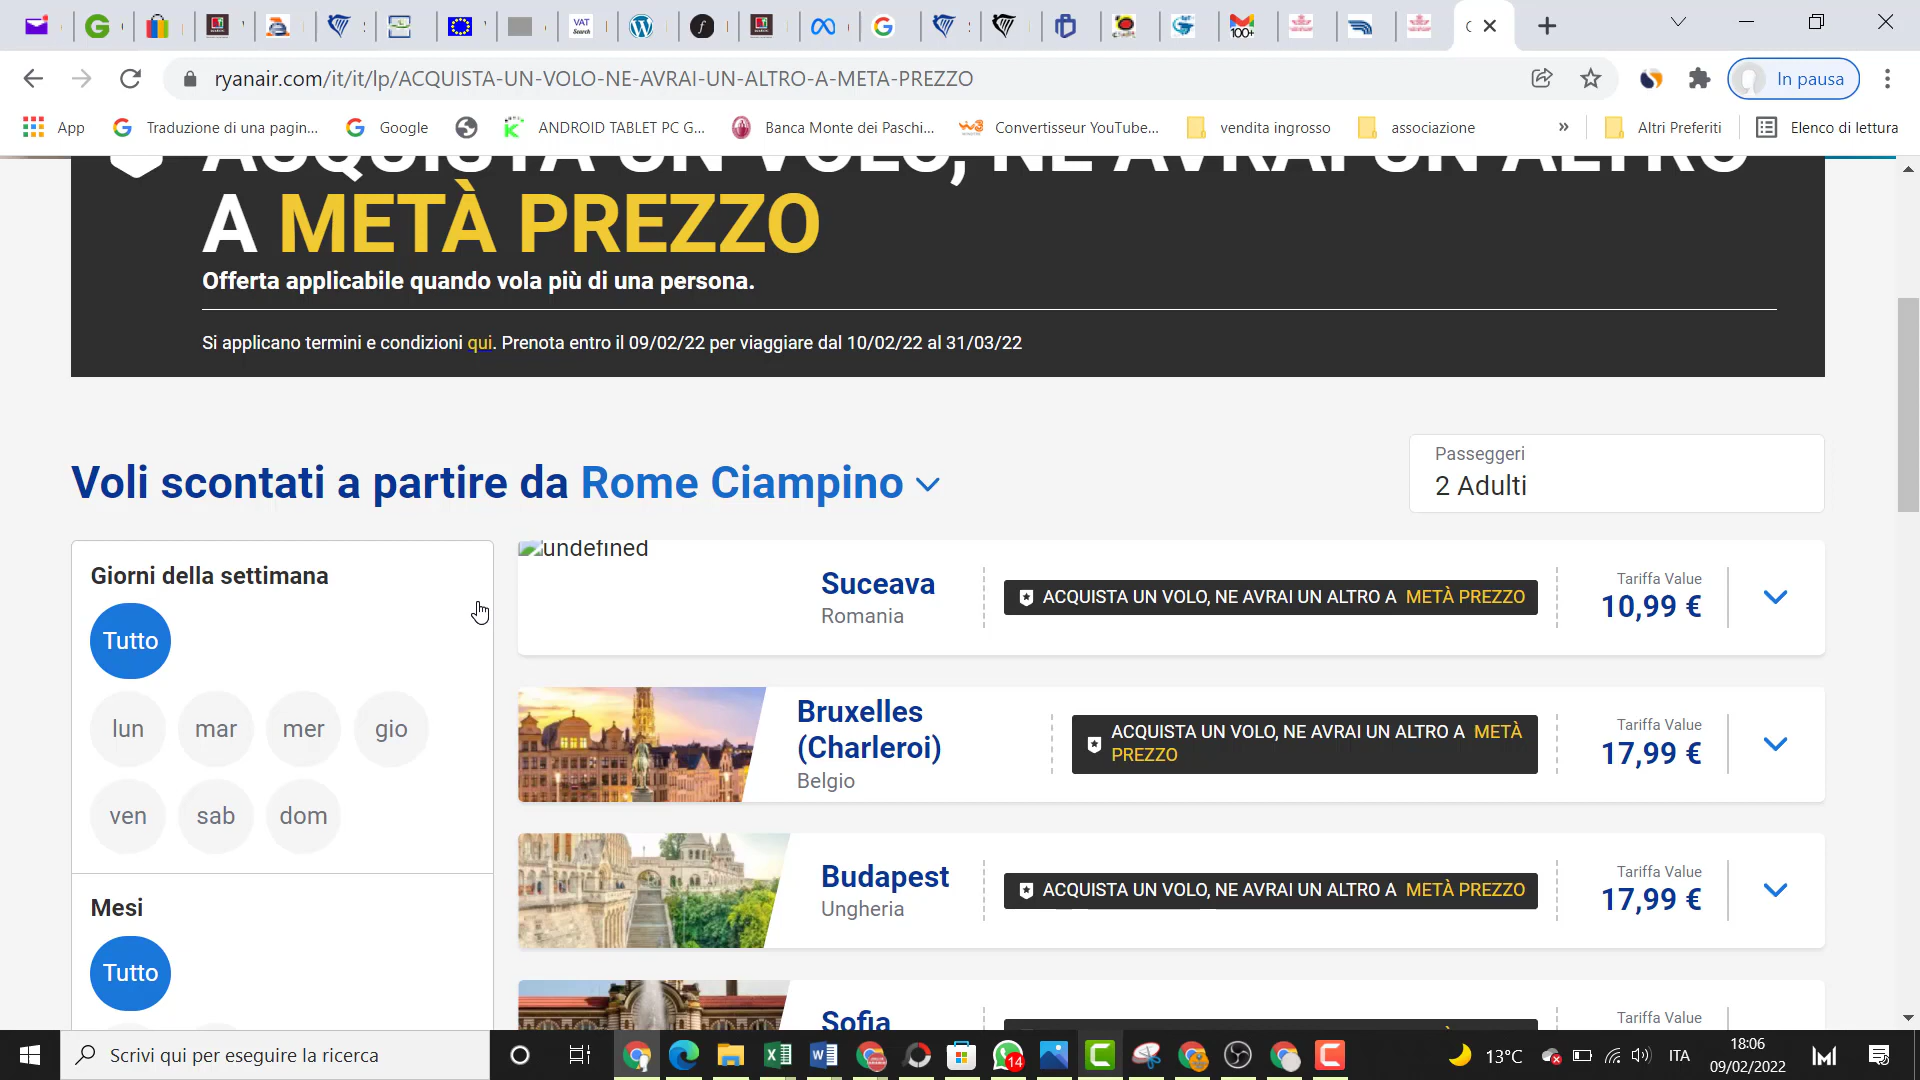 ryanair.com/it/it/lp/ACQUISTA-UN-VOLO-NE-AVRAI-UN-ALTRO-A-META-PREZZO
In pausa
App
Traduzione di una pagin...
Google
ANDROID TABLET PC G...
Banca Monte dei Paschi...
Convertisseur YouTube...
vendita ingrosso
associazione
»
Altri Preferiti
Elenco di lettura
ACQUISTA UN VOLO, NE AVRAI UN ALTRO
A METÀ PREZZO
Offerta applicabile quando vola più di una persona.
Si applicano termini e condizioni qui. Prenota entro il 09/02/22 per viaggiare dal 10/02/22 al 31/03/22
Voli scontati a partire da Rome Ciampino
Passeggeri
2 Adulti
Giorni della settimana
Tutto
lun mar mer gio
ven sab dom
Mesi
Tutto
undefined
Suceava
Romania
ACQUISTA UN VOLO, NE AVRAI UN ALTRO A METÀ PREZZO
Tariffa Value
10,99 €
Bruxelles
(Charleroi)
Belgio
ACQUISTA UN VOLO, NE AVRAI UN ALTRO A METÀ
PREZZO
Tariffa Value
17,99 €
Budapest
Ungheria
ACQUISTA UN VOLO, NE AVRAI UN ALTRO A METÀ PREZZO
Tariffa Value
17,99 €
Sofia
Tariffa Value
Scrivi qui per eseguire la ricerca
14
13°C
ITA
18:06
09/02/2022